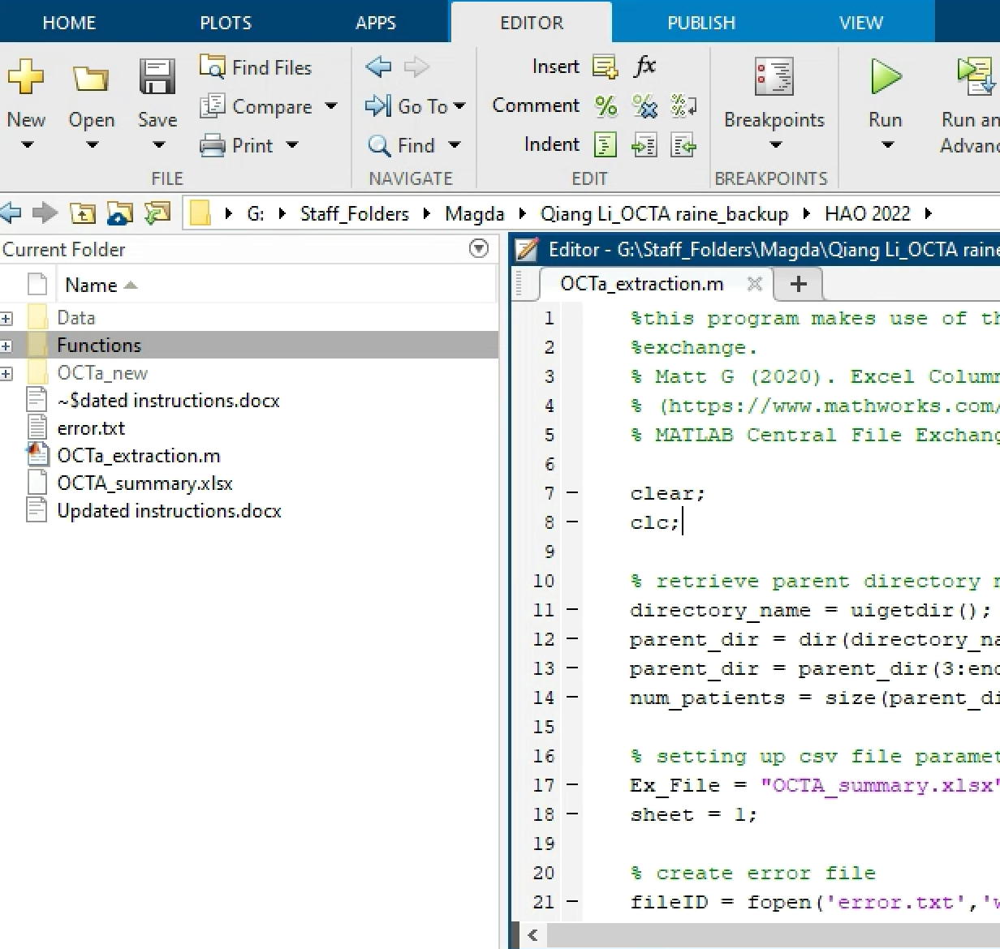 HOME PLOTS APPS EDITOR PUBLISH VIEW
Find Files Insert fx
New Open Save Compare Go To Comment Breakpoints Run Run an
Print Find Indent Advanc
FILE NAVIGATE EDIT BREAKPOINTS
G: Staff_Folders Magda Qiang Li_OCTA raine_backup HAO 2022
Current Folder
Name
Data
Functions
OCTa_new
~$dated instructions.docx
error.txt
OCTa_extraction.m
OCTA_summary.xlsx
Updated instructions.docx
Editor - G:\Staff_Folders\Magda\Qiang Li_OCTA raine
OCTa_extraction.m
1 %this program makes use of th
2 %exchange.
3 % Matt G (2020). Excel Column
4 % (https://www.mathworks.com/
5 % MATLAB Central File Exchang
6
7 clear;
8 clc;
9
10 % retrieve parent directory n
11 directory_name = uigetdir();
12 parent_dir = dir(directory_na
13 parent_dir = parent_dir(3:end
14 num_patients = size(parent_di
15
16 % setting up csv file paramet
17 Ex_File = "OCTA_summary.xlsx"
18 sheet = 1;
19
20 % create error file
21 fileID = fopen('error.txt','w